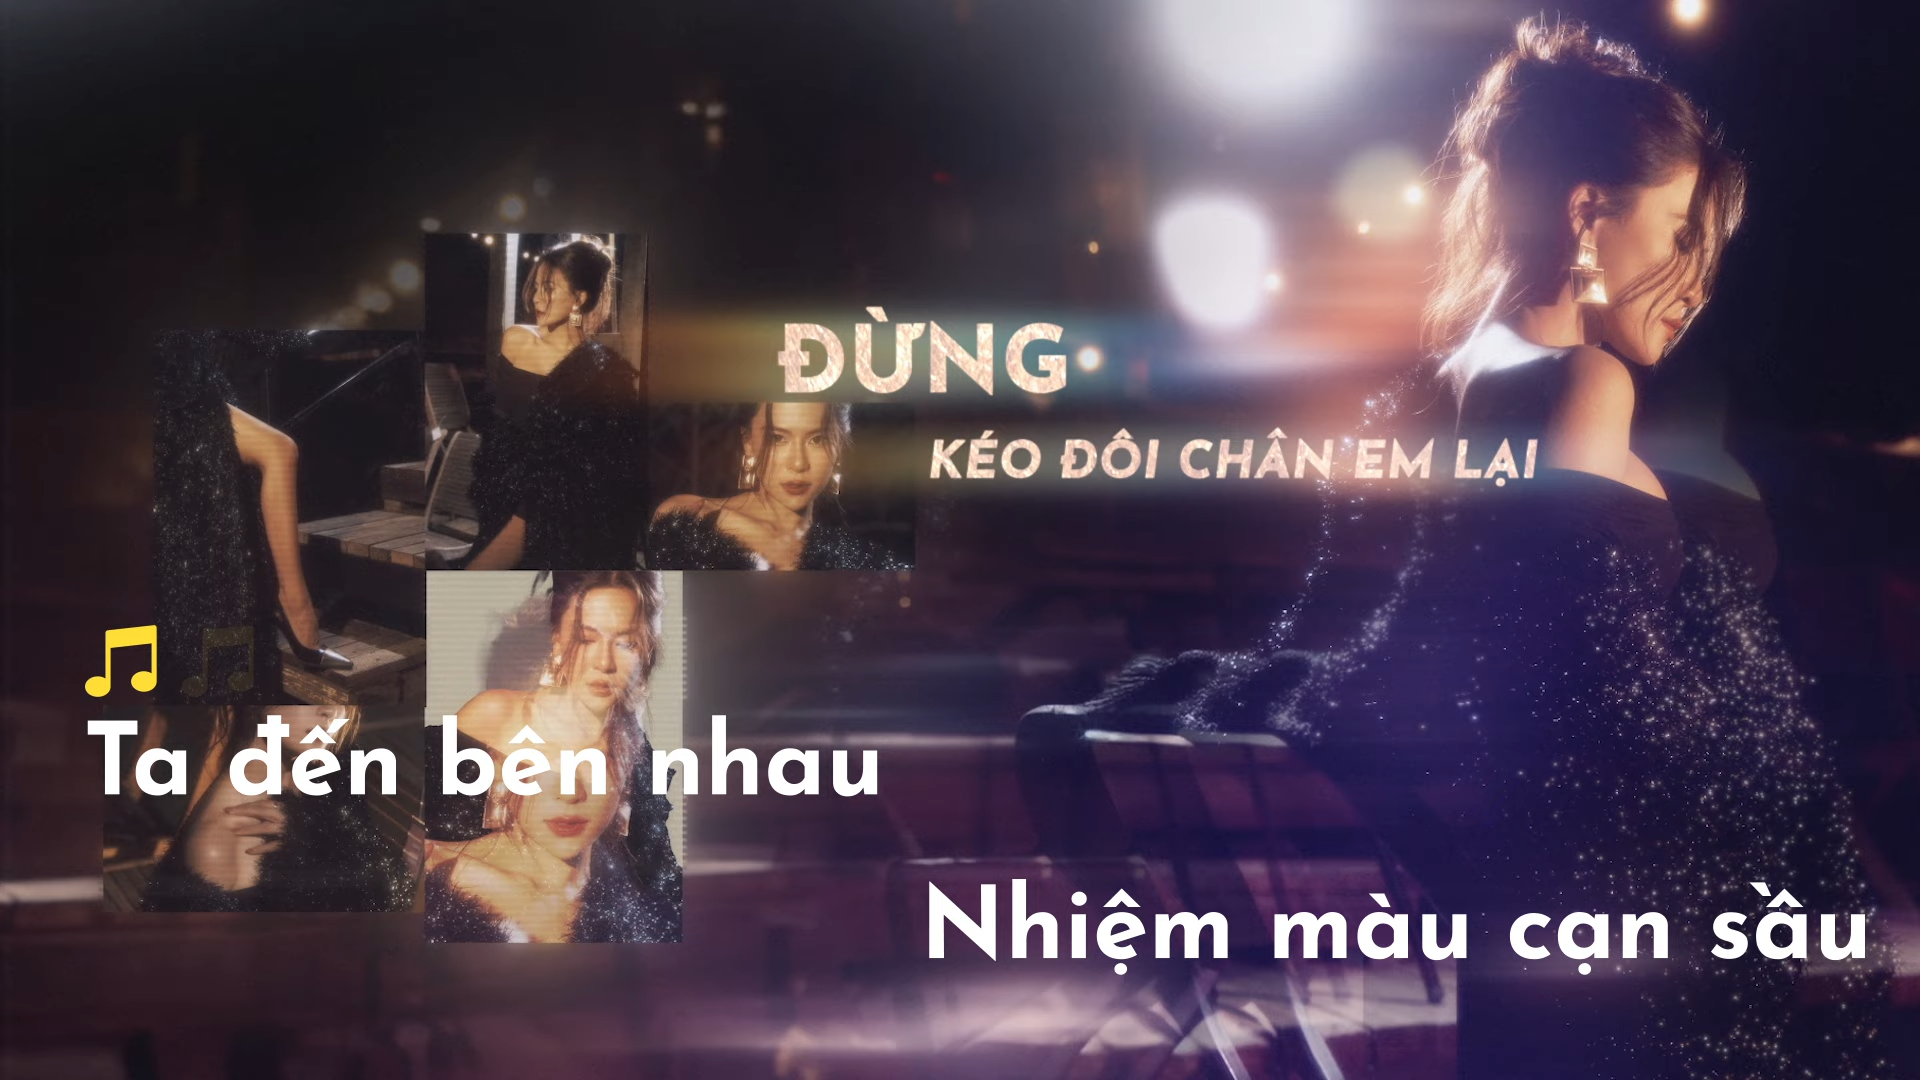 ĐỪNG
KÉO ĐÔI CHÂN EM LẠI
Ta đến bên nhau
Nhiệm màu cạn sầu